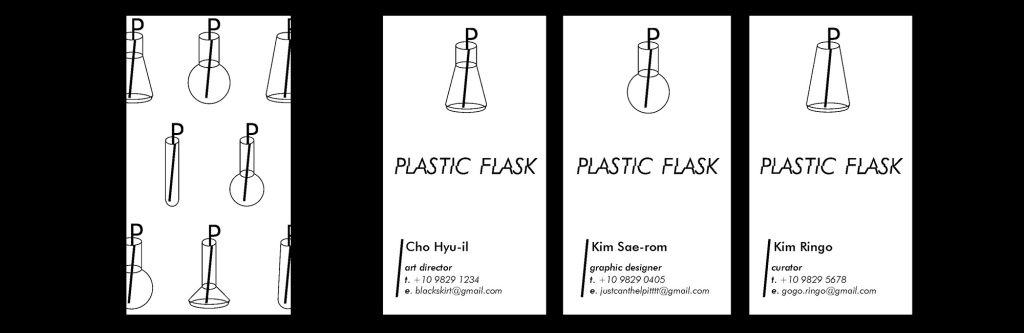 P
P
P
P
P
P
P
P
P
PLASTIC FLASK
Cho Hyu-il
art director
t. +10 9829 1234
e. blackskirt@gmail.com
P
PLASTIC FLASK
Kim Sae-rom
graphic designer
t. +10 9829 0405
e. justcanthelpittttt@gmail.com
P
PLASTIC FLASK
Kim Ringo
curator
t. +10 9829 5678
e. gogo.ringo@gmail.com